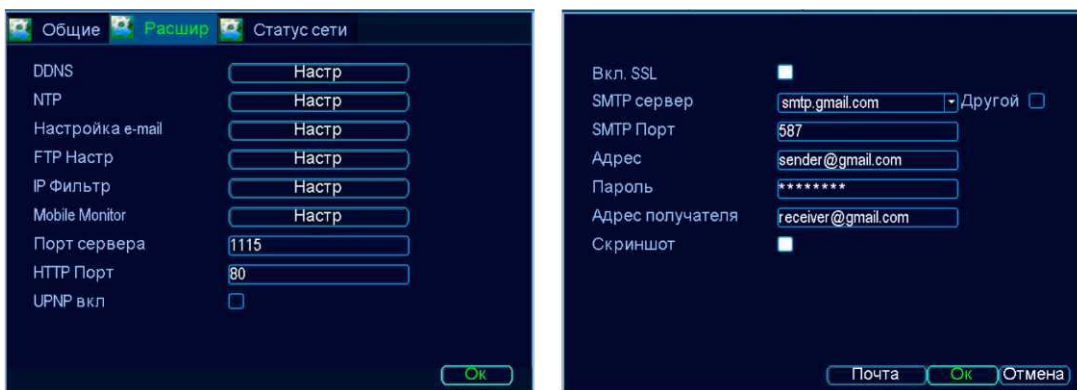 Общие Расшир Статус сети
DDNS Настр
NTP Настр
Настройка e-mail Настр
FTP Настр Настр
IP Фильтр Настр
Mobile Monitor Настр
Порт сервера 1115
HTTP Порт 80
UPNP вкл
Ок
Вкл. SSL
SMTP сервер smtp.gmail.com Другой
SMTP Порт 587
Адрес sender@gmail.com
Пароль ********
Адрес получателя receiver@gmail.com
Скриншот
Почта Ок Отмена